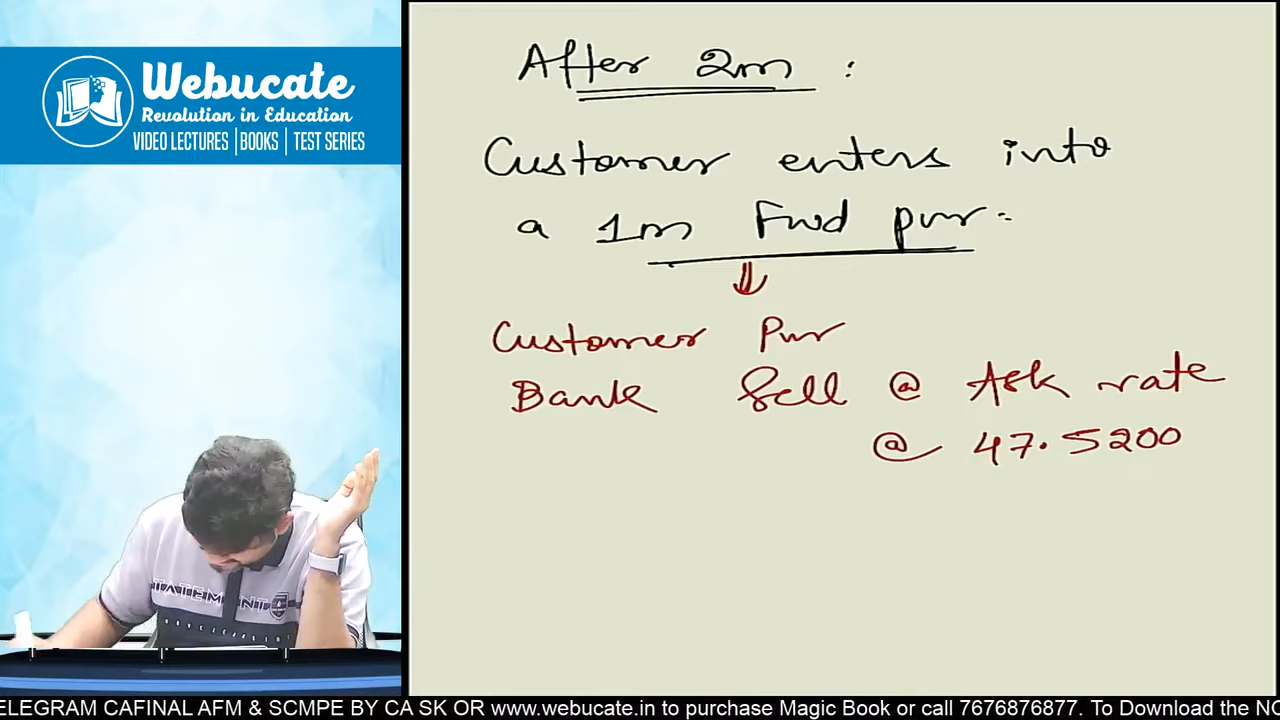 Webucate
Revolution in Education
VIDEO LECTURES | BOOKS | TEST SERIES
After 2m :
Customer enters into
a 1m Fwd pur.
Customer Pur
Bank Sell @ Ask rate
@ 47.5200
ELEGRAM CAFINAL AFM & SCMPE BY CA SK OR www.webucate.in to purchase Magic Book or call 7676876877. To Download the NO